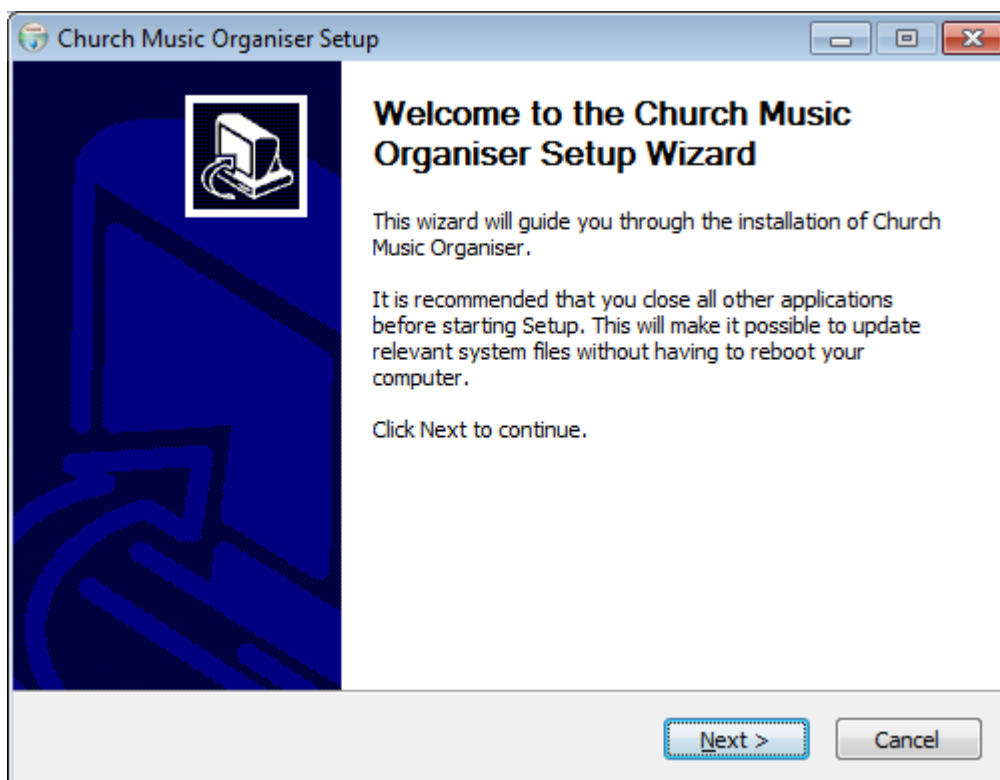 Church Music Organiser Setup
Welcome to the Church Music
Organiser Setup Wizard
This wizard will guide you through the installation of Church
Music Organiser.
It is recommended that you close all other applications
before starting Setup. This will make it possible to update
relevant system files without having to reboot your
computer.
Click Next to continue.
Next >
Cancel